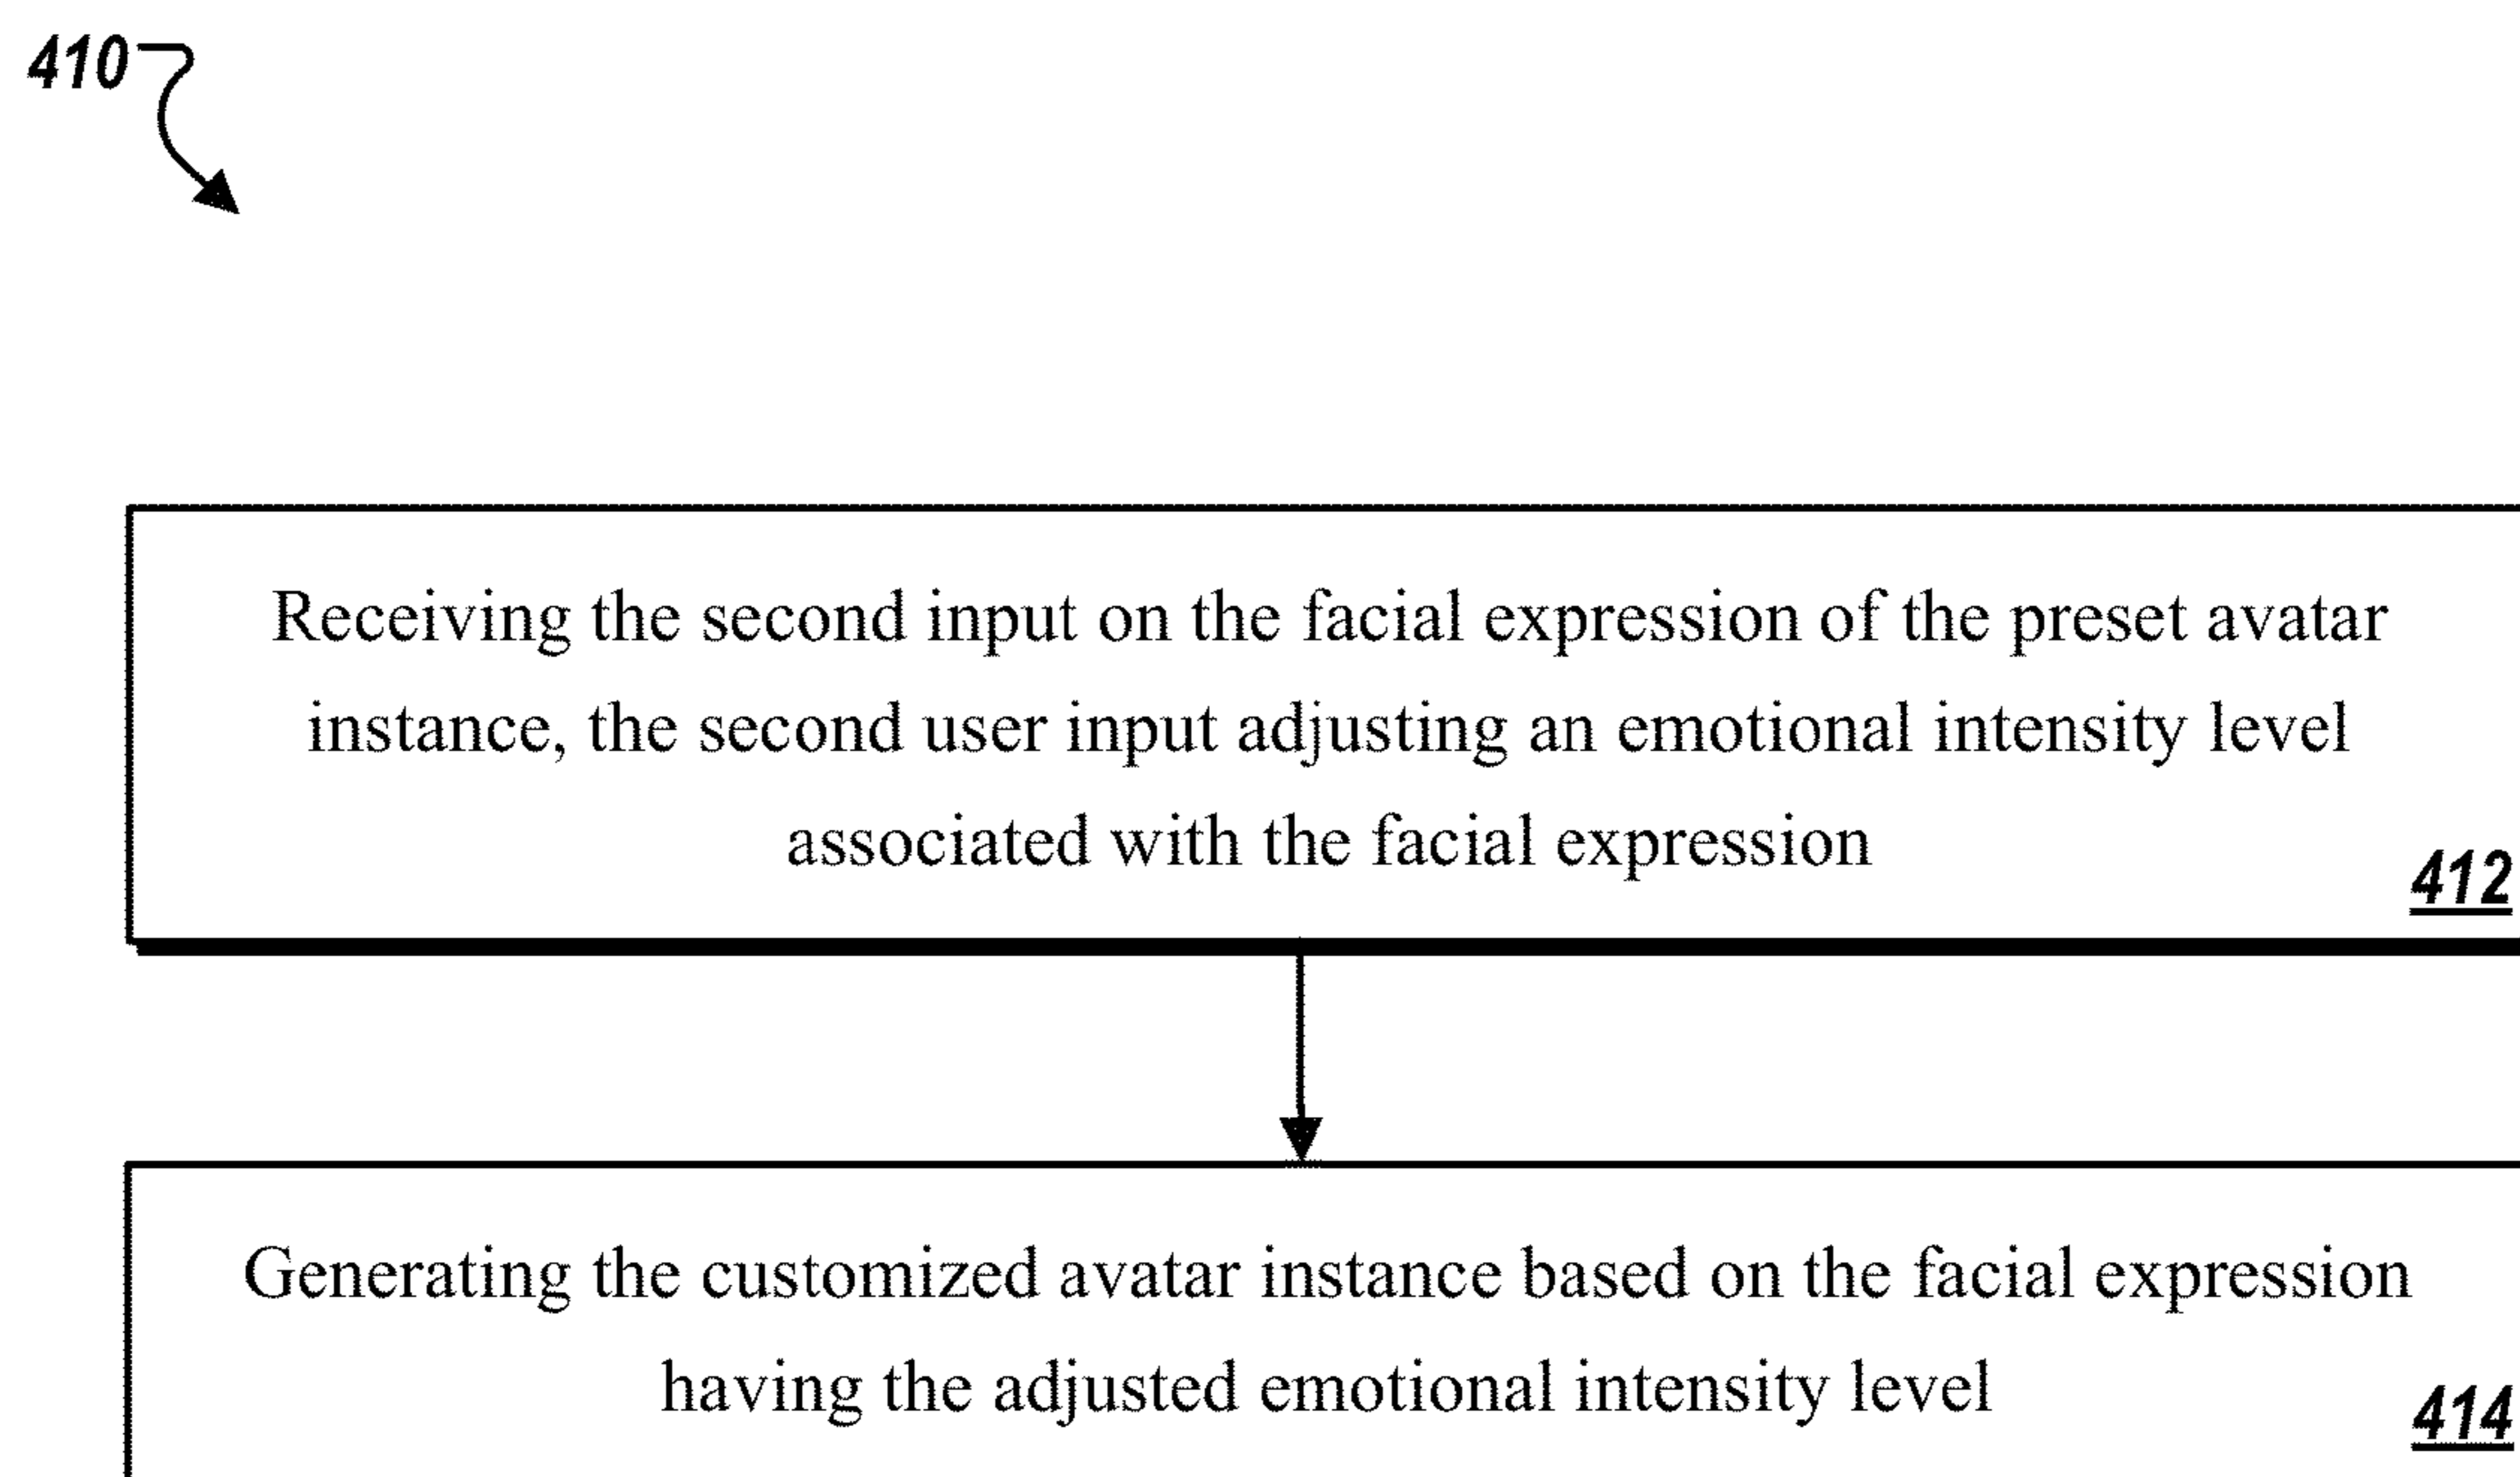 410
Receiving the second input on the facial expression of the preset avatar
instance, the second user input adjusting an emotional intensity level
associated with the facial expression
412
Generating the customized avatar instance based on the facial expression
having the adjusted emotional intensity level
414